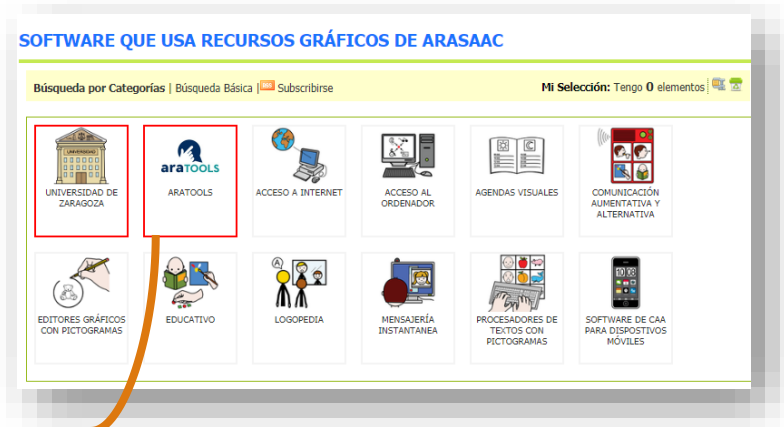 SOFTWARE QUE USA RECURSOS GRÁFICOS DE ARASAAC
Búsqueda por Categorías | Búsqueda Básica | Subscribirse
Mi Selección: Tengo 0 elementos
UNIVERSIDAD
araTOOLS
UNIVERSIDAD DE
ZARAGOZA
ARATOOLS
ACCESO A INTERNET
ACCESO AL
ORDENADOR
AGENDAS VISUALES
COMUNICACIÓN
AUMENTATIVA Y
ALTERNATIVA
EDITORES GRÁFICOS
CON PICTOGRAMAS
EDUCATIVO
LOGOPEDIA
MENSAJERÍA
INSTANTANEA
PROCESADORES DE
TEXTOS CON
PICTOGRAMAS
SOFTWARE DE CAA
PARA DISPOSTIVOS
MÓVILES